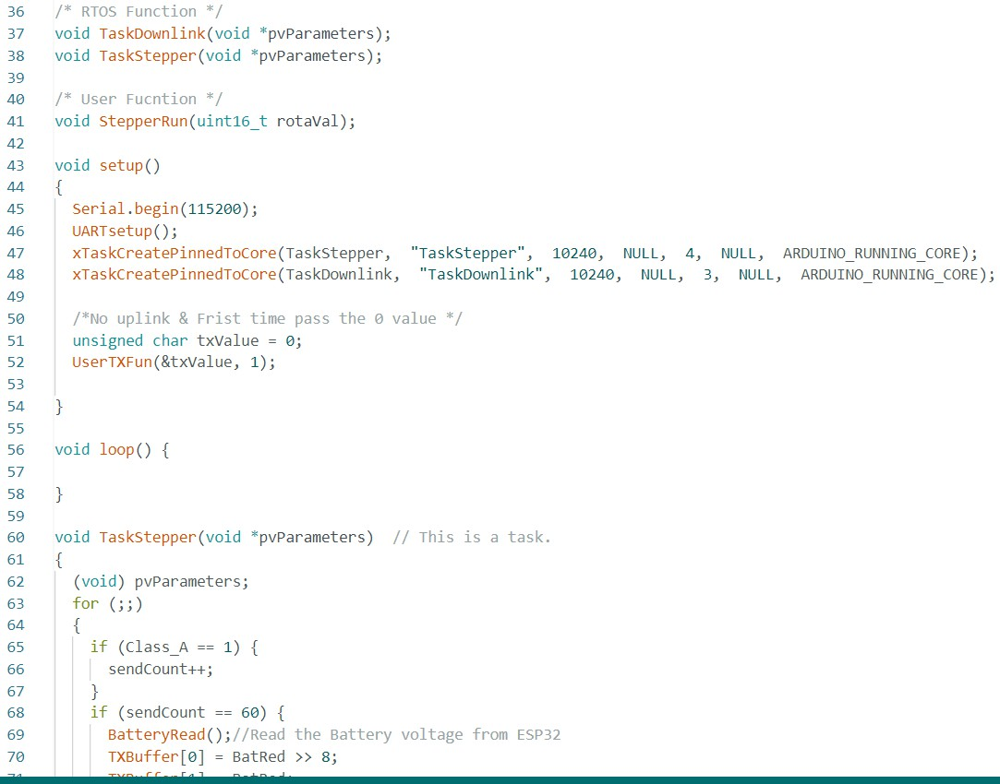 36 /* RTOS Function */
37 void TaskDownlink(void *pvParameters);
38 void TaskStepper(void *pvParameters);
39
40 /* User Fucntion */
41 void StepperRun(uint16_t rotaVal);
42
43 void setup()
44 {
45 Serial.begin(115200);
46 UARTsetup();
47 xTaskCreatePinnedToCore(TaskStepper, "TaskStepper", 10240, NULL, 4, NULL, ARDUINO_RUNNING_CORE);
48 xTaskCreatePinnedToCore(TaskDownlink, "TaskDownlink", 10240, NULL, 3, NULL, ARDUINO_RUNNING_CORE);
49
50 /*No uplink & Frist time pass the 0 value */
51 unsigned char txValue = 0;
52 UserTXFun(&txValue, 1);
53
54 }
55
56 void loop() {
57
58 }
59
60 void TaskStepper(void *pvParameters) // This is a task.
61 {
62 (void) pvParameters;
63 for (;;)
64 {
65 if (Class_A == 1) {
66 sendCount++;
67 }
68 if (sendCount == 60) {
69 BatteryRead();//Read the Battery voltage from ESP32
70 TXBuffer[0] = BatRed >> 8;